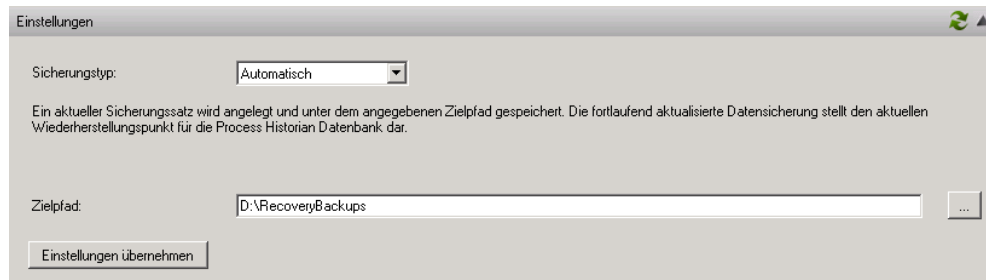 Einstellungen
Sicherungstyp:
Automatisch
Ein aktueller Sicherungssatz wird angelegt und unter dem angegebenen Zielpfad gespeichert. Die fortlaufend aktualisierte Datensicherung stellt den aktuellen
Wiederherstellungspunkt für die Process Historian Datenbank dar.
Zielpfad:
D:\RecoveryBackups
...
Einstellungen übernehmen